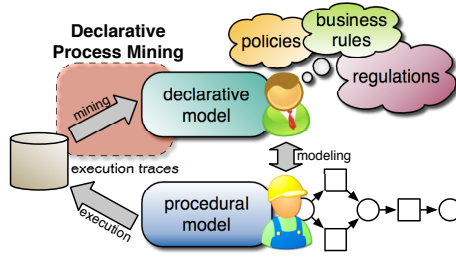 Declarative
Process Mining
policies
business
rules
regulations
mining
declarative
model
execution traces
modeling
execution
procedural
model